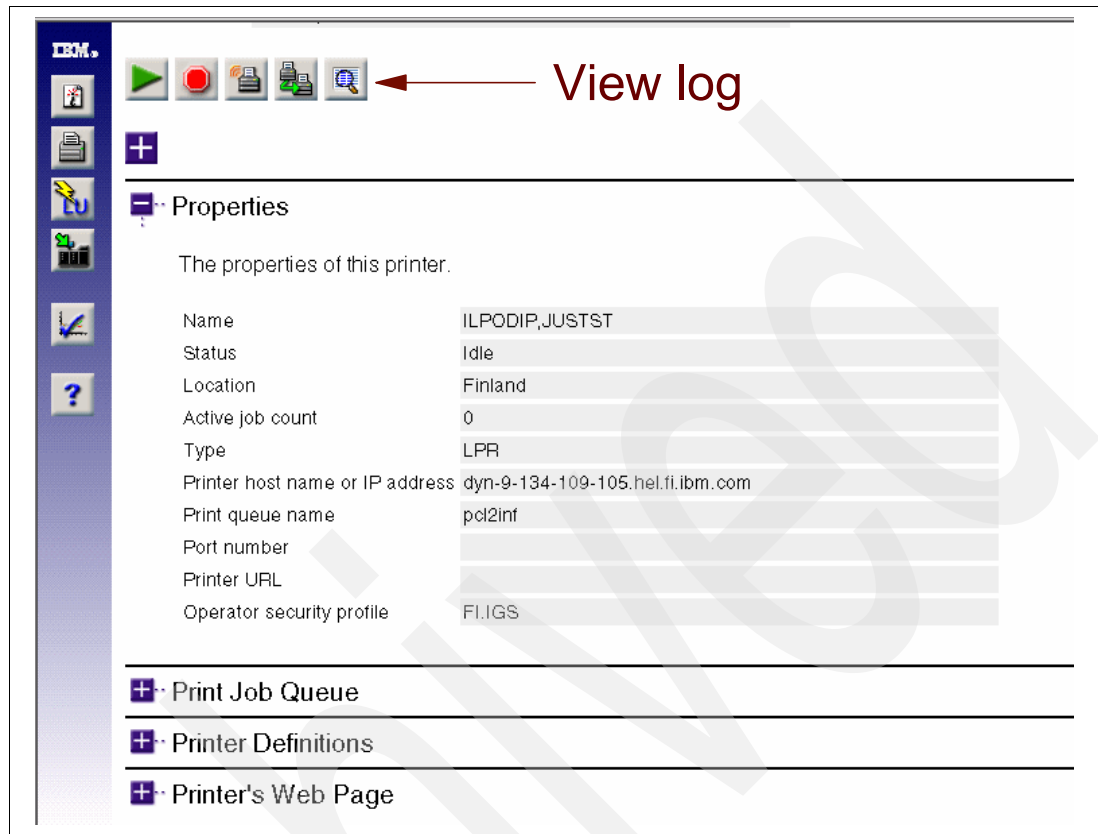 IBM.
View log
LU
?
Properties
The properties of this printer.
Name ILPODIP,JUSTST
Status Idle
Location Finland
Active job count 0
Type LPR
Printer host name or IP address dyn-9-134-109-105.hel.fi.ibm.com
Print queue name pcl2inf
Port number
Printer URL
Operator security profile FI.IGS
Print Job Queue
Printer Definitions
Printer's Web Page